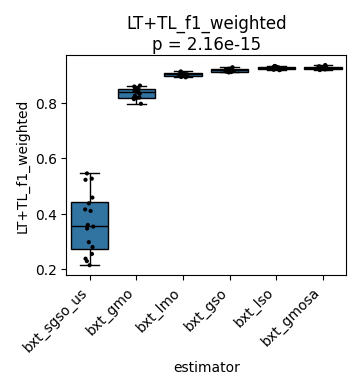 LT+TL_f1_weighted
p = 2.16e-15
LT+TL_f1_weighted
0.8
0.6
0.4
0.2
bxt_sgso_us
bxt_gmo
bxt_lmo
bxt_gso
bxt_lso
bxt_gmosa
estimator